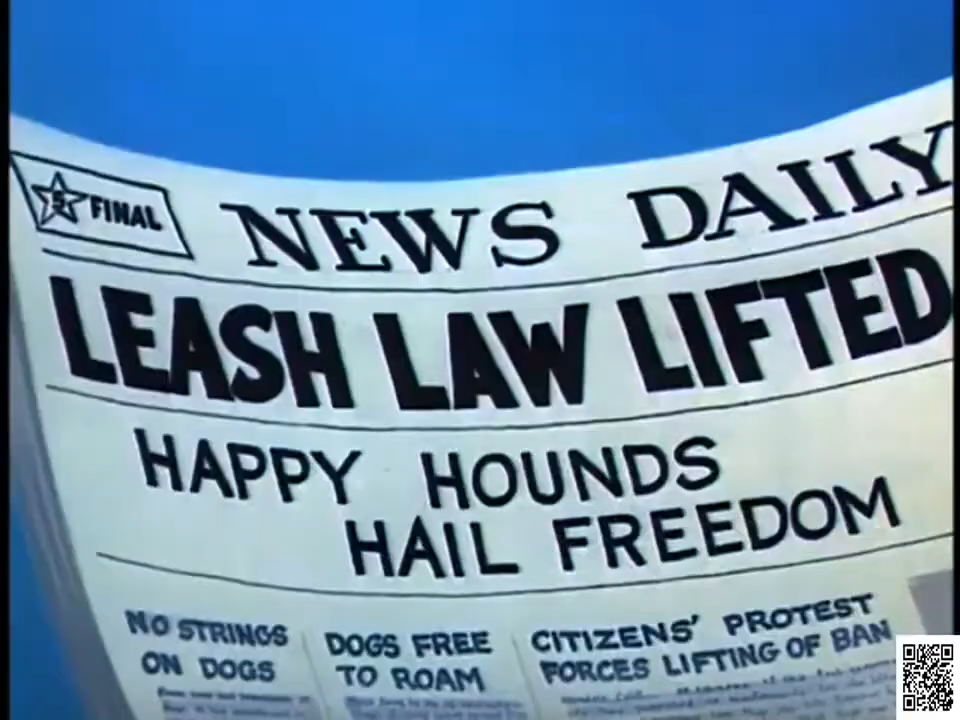 5 FINAL
NEWS DAILY
LEASH LAW LIFTED
HAPPY HOUNDS
HAIL FREEDOM
NO STRINGS
ON DOGS
DOGS FREE
TO ROAM
CITIZENS' PROTEST
FORCES LIFTING OF BAN